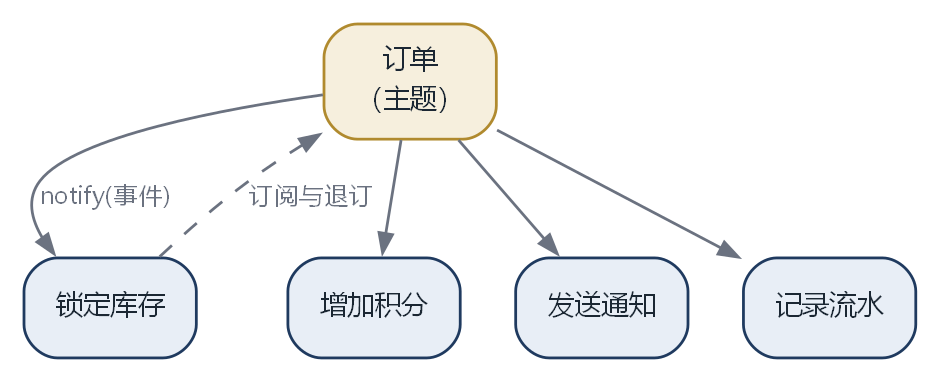 订单
（主题）
notify(事件)
订阅与退订
锁定库存
增加积分
发送通知
记录流水